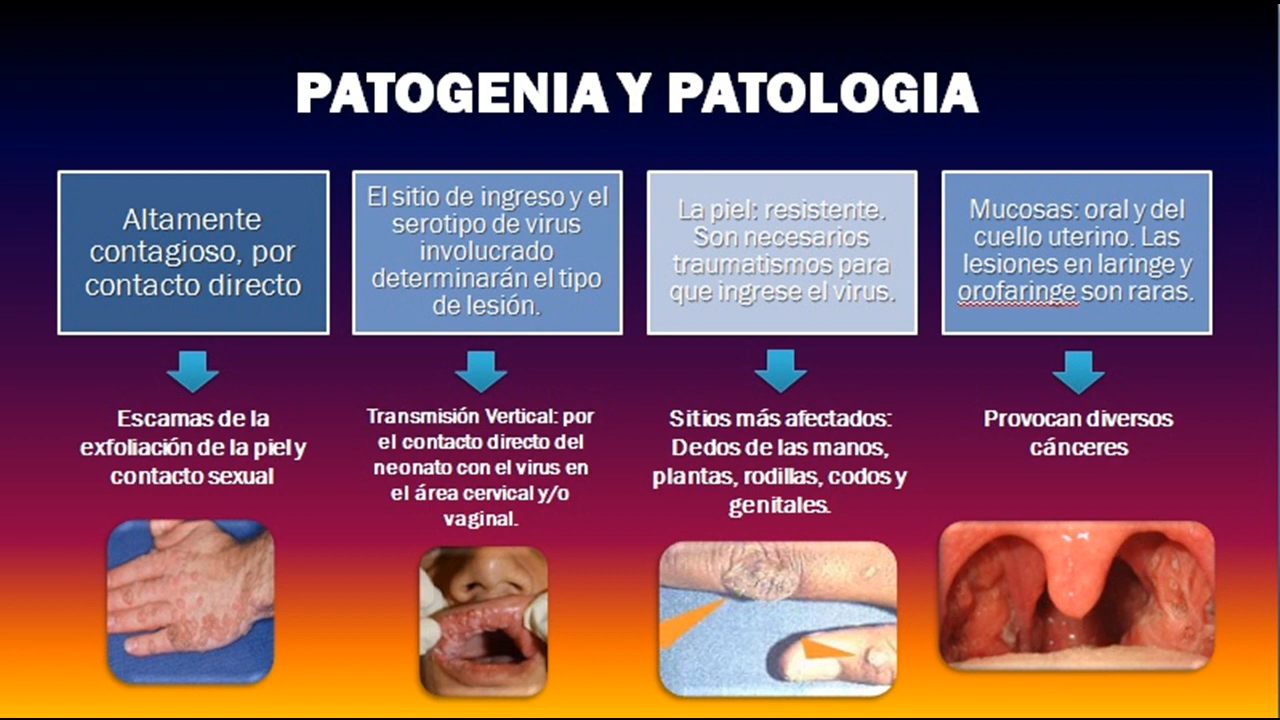 PATOGENIA Y PATOLOGIA
Altamente
contagioso, por
contacto directo
El sitio de ingreso y el
serotipo de virus
involucrado
determinarán el tipo
de lesión.
La piel: resistente.
Son necesarios
traumatismos para
que ingrese el virus.
Mucosas: oral y del
cuello uterino. Las
lesiones en laringe y
orofaringe son raras.
Escamas de la
exfoliación de la piel y
contacto sexual
Transmisión Vertical: por
el contacto directo del
neonato con el virus en
el área cervical y/o
vaginal.
Sitios más afectados:
Dedos de las manos,
plantas, rodillas, codos y
genitales.
Provocan diversos
cánceres